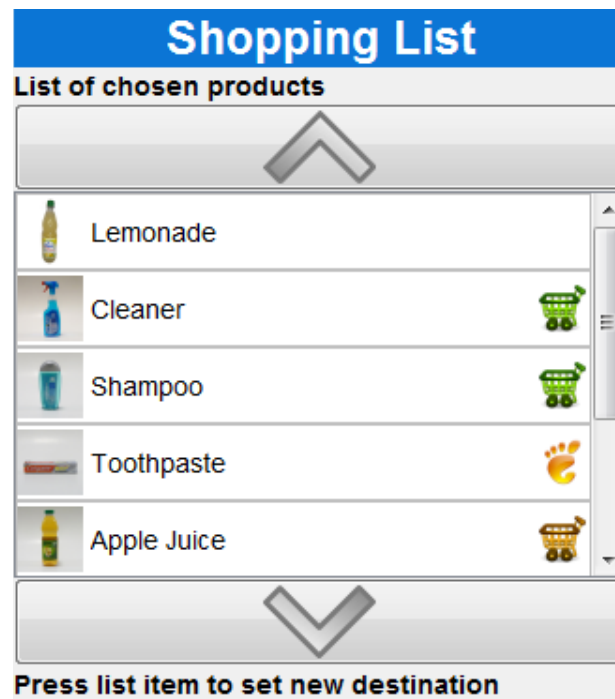 Shopping List
List of chosen products
Lemonade
Cleaner
Shampoo
Toothpaste
Apple Juice
Press list item to set new destination